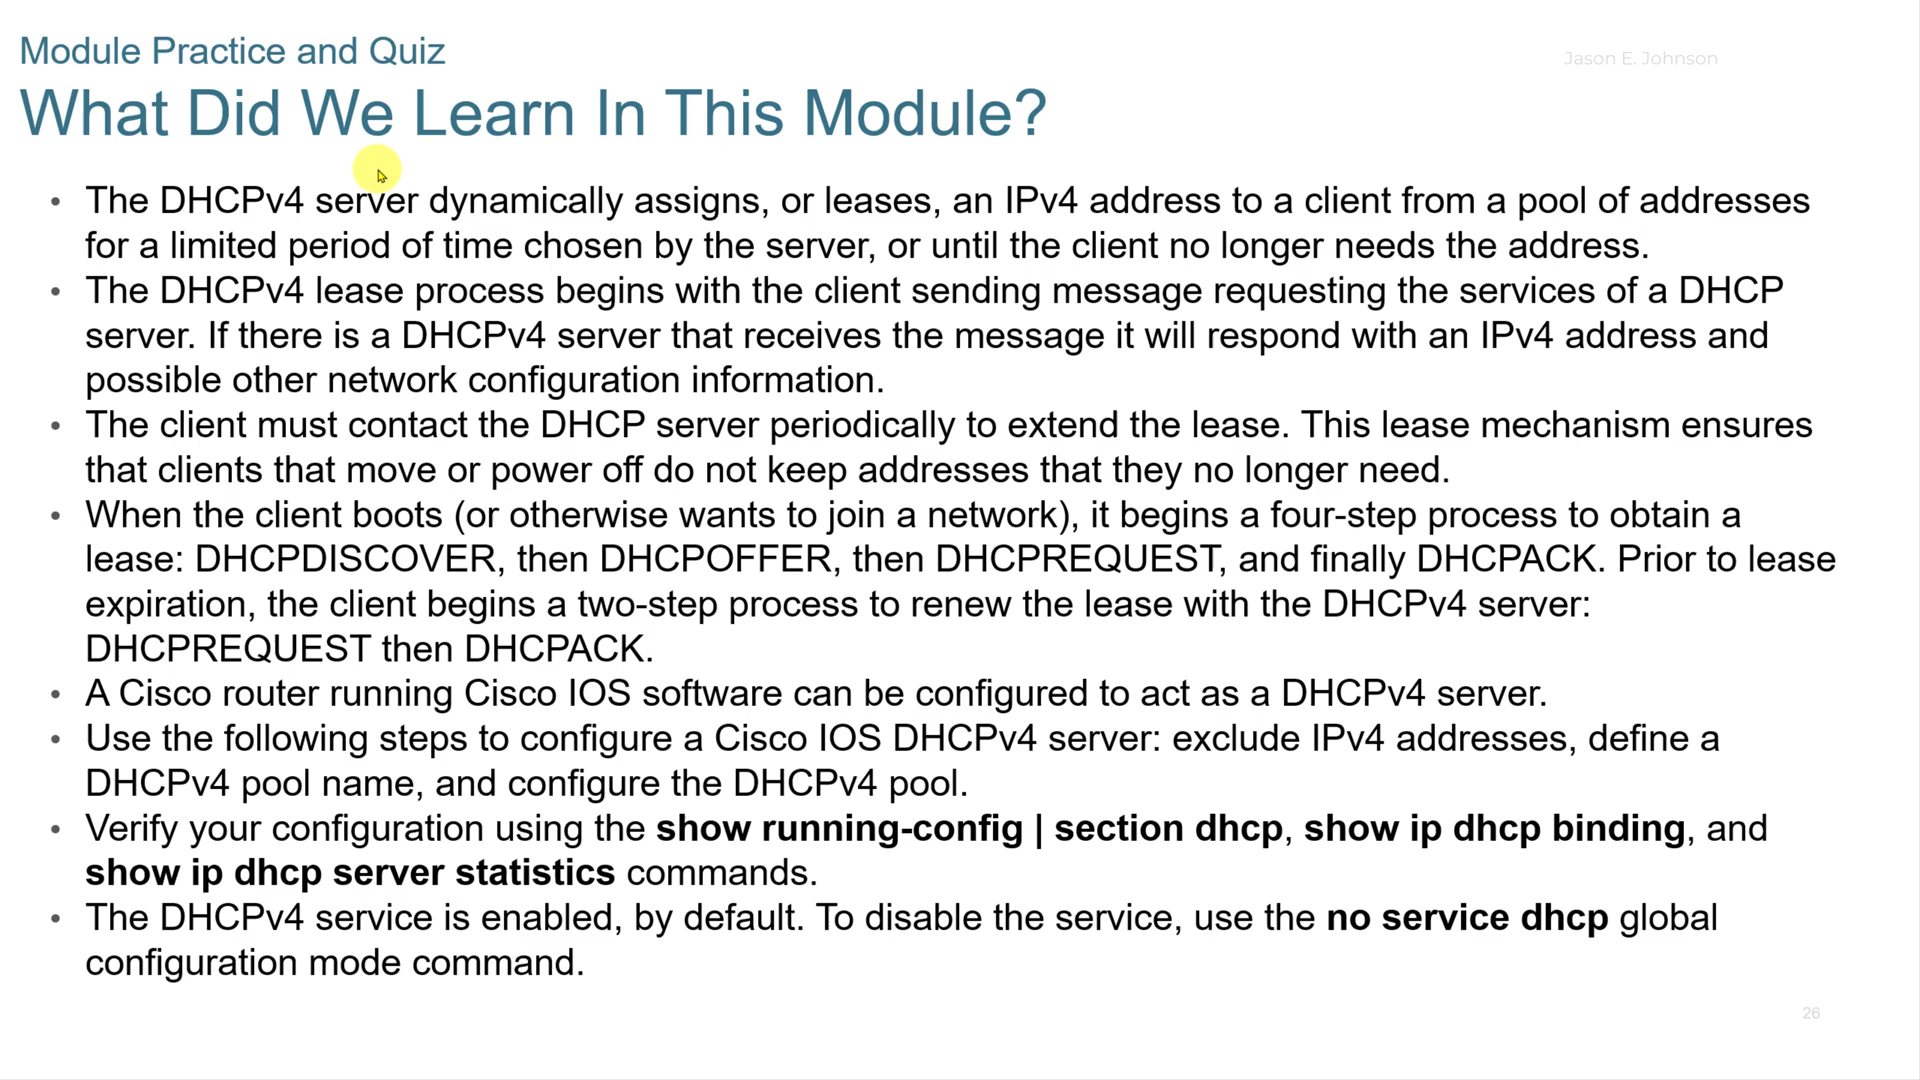 Module Practice and Quiz
Jason E. Johnson
What Did We Learn In This Module?
• The DHCPv4 server dynamically assigns, or leases, an IPv4 address to a client from a pool of addresses
for a limited period of time chosen by the server, or until the client no longer needs the address.
• The DHCPv4 lease process begins with the client sending message requesting the services of a DHCP
server. If there is a DHCPv4 server that receives the message it will respond with an IPv4 address and
possible other network configuration information.
• The client must contact the DHCP server periodically to extend the lease. This lease mechanism ensures
that clients that move or power off do not keep addresses that they no longer need.
• When the client boots (or otherwise wants to join a network), it begins a four-step process to obtain a
lease: DHCPDISCOVER, then DHCPOFFER, then DHCPREQUEST, and finally DHCPACK. Prior to lease
expiration, the client begins a two-step process to renew the lease with the DHCPv4 server:
DHCPREQUEST then DHCPACK.
• A Cisco router running Cisco IOS software can be configured to act as a DHCPv4 server.
• Use the following steps to configure a Cisco IOS DHCPv4 server: exclude IPv4 addresses, define a
DHCPv4 pool name, and configure the DHCPv4 pool.
• Verify your configuration using the show running-config | section dhcp, show ip dhcp binding, and
show ip dhcp server statistics commands.
• The DHCPv4 service is enabled, by default. To disable the service, use the no service dhcp global
configuration mode command.
26